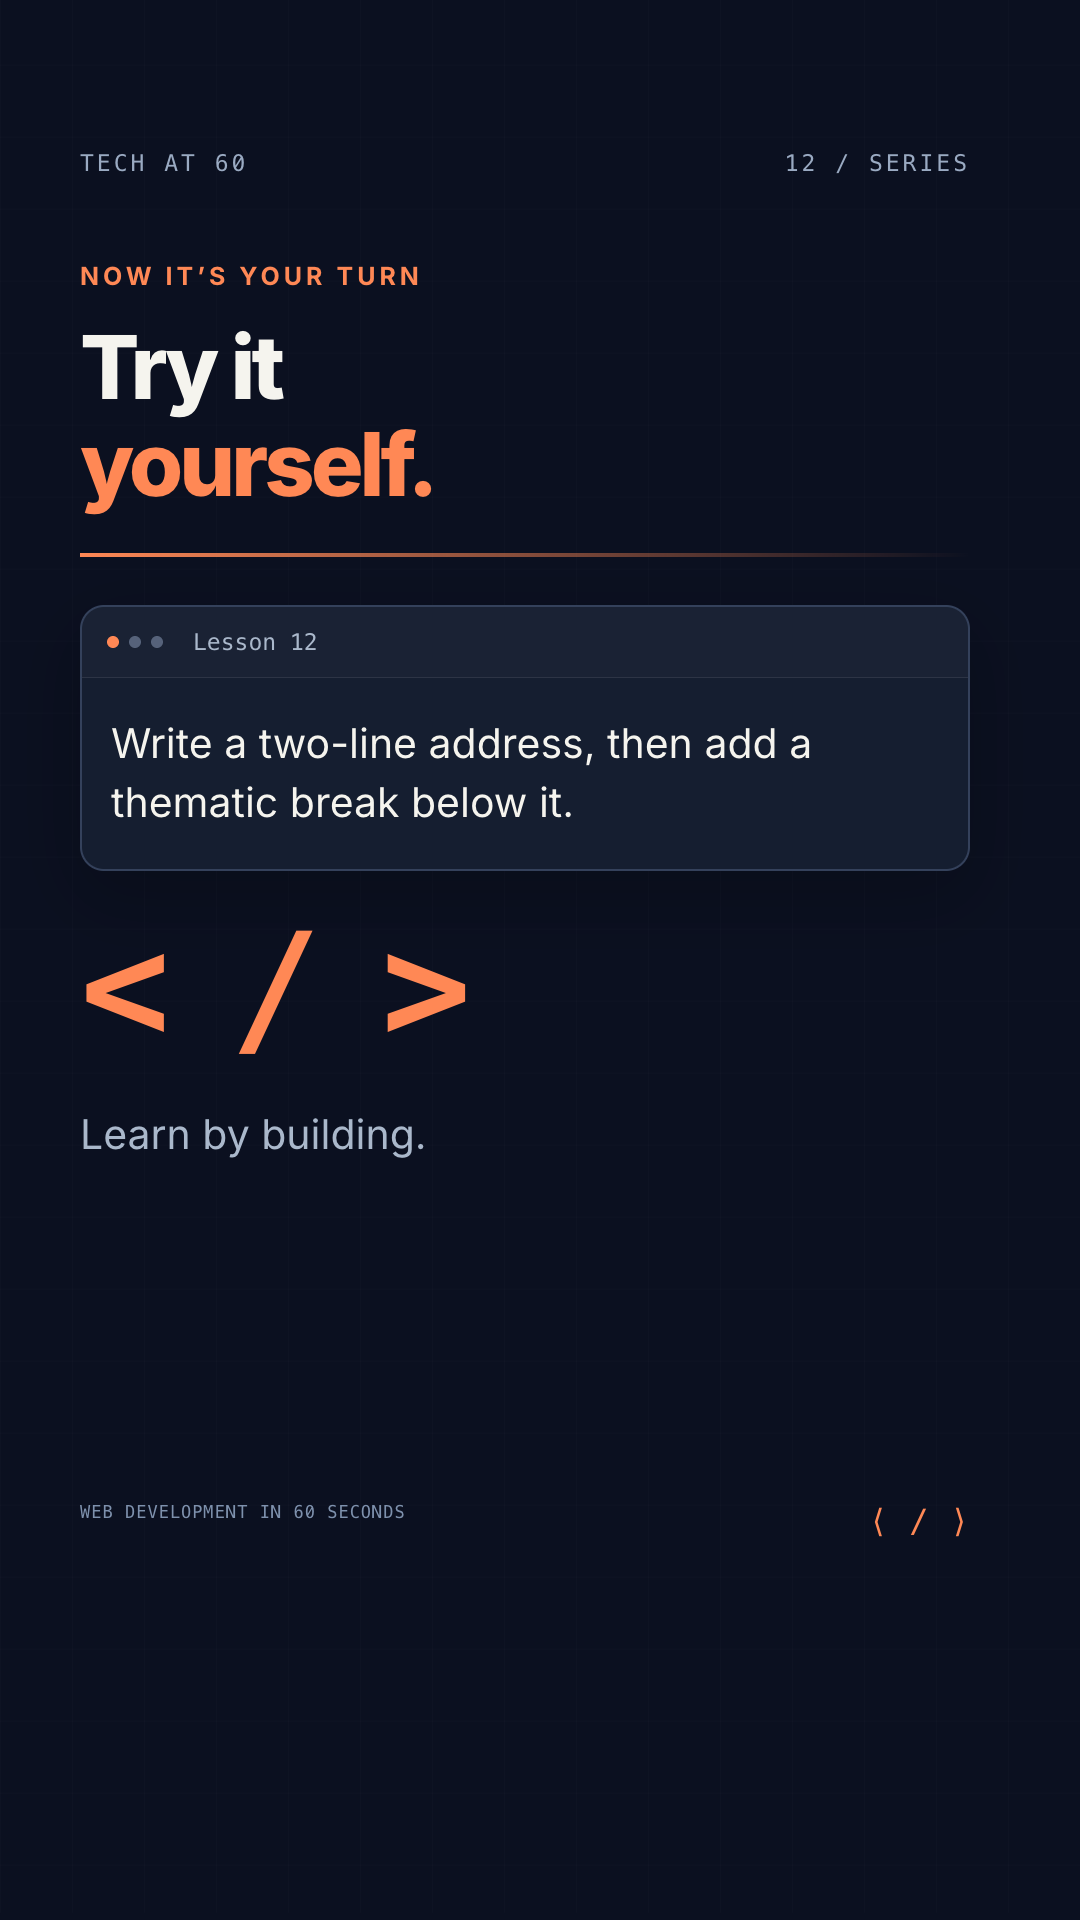 TECH AT 60
12 / SERIES
NOW IT’S YOUR TURN
Try it
yourself.
Lesson 12
Write a two-line address, then add a
thematic break below it.
< / >
Learn by building.
WEB DEVELOPMENT IN 60 SECONDS
⟨ / ⟩